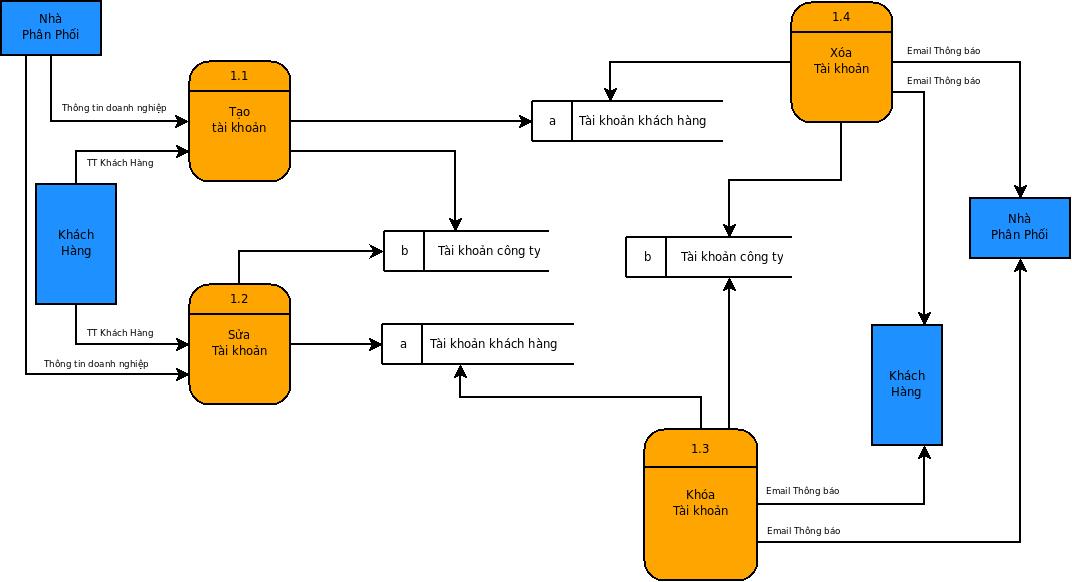 Nhà
Phân Phối
1.4
Xóa
Tài khoản
Email Thông báo
Email Thông báo
1.1
Tạo
tài khoản
Thông tin doanh nghiệp
a
Tài khoản khách hàng
TT Khách Hàng
Khách
Hàng
Nhà
Phân Phối
b
Tài khoản công ty
b
Tài khoản công ty
1.2
Sửa
Tài khoản
TT Khách Hàng
Thông tin doanh nghiệp
a
Tài khoản khách hàng
Khách
Hàng
1.3
Khóa
Tài khoản
Email Thông báo
Email Thông báo